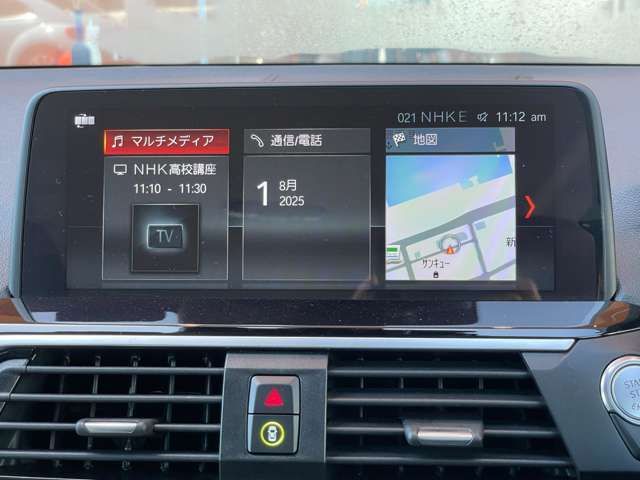 021 NHKE 11:12 am
マルチメディア
NHK高校講座
11:10 - 11:30
TV
通信/電話
1 8月
2025
地図
新
サンキュー
START
STOP